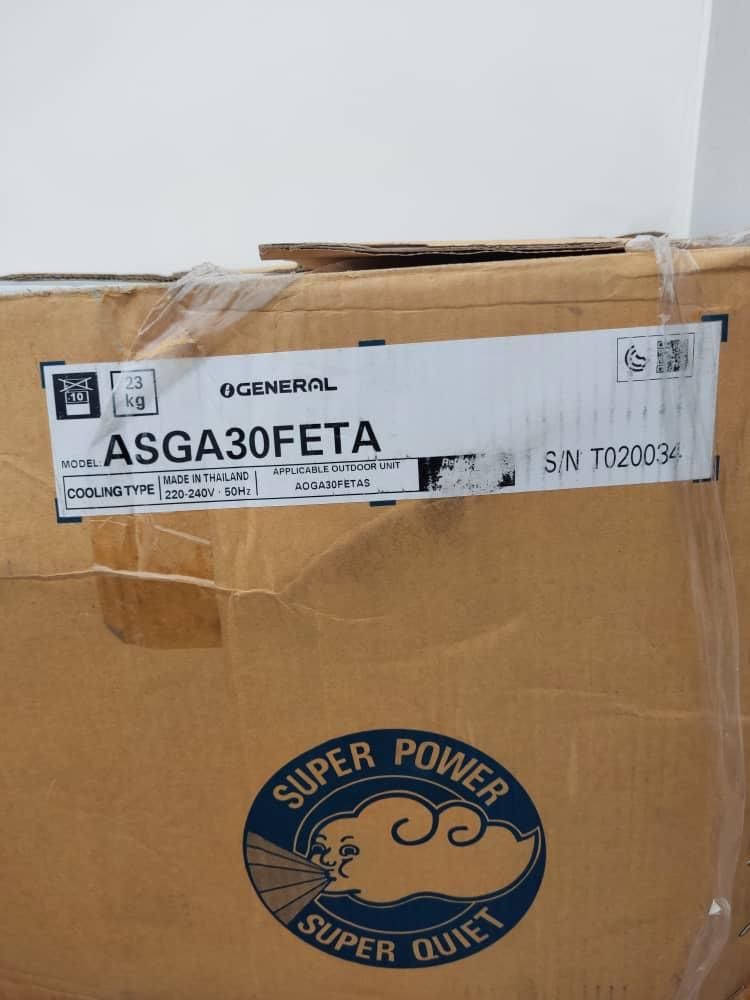 10
23
kg
GENERAL
MODEL: ASGA30FETA
S/N T020034
COOLING TYPE
MADE IN THAILAND
220-240V · 50Hz
APPLICABLE OUTDOOR UNIT
AOGA30FETAS
SUPER POWER
SUPER QUIET